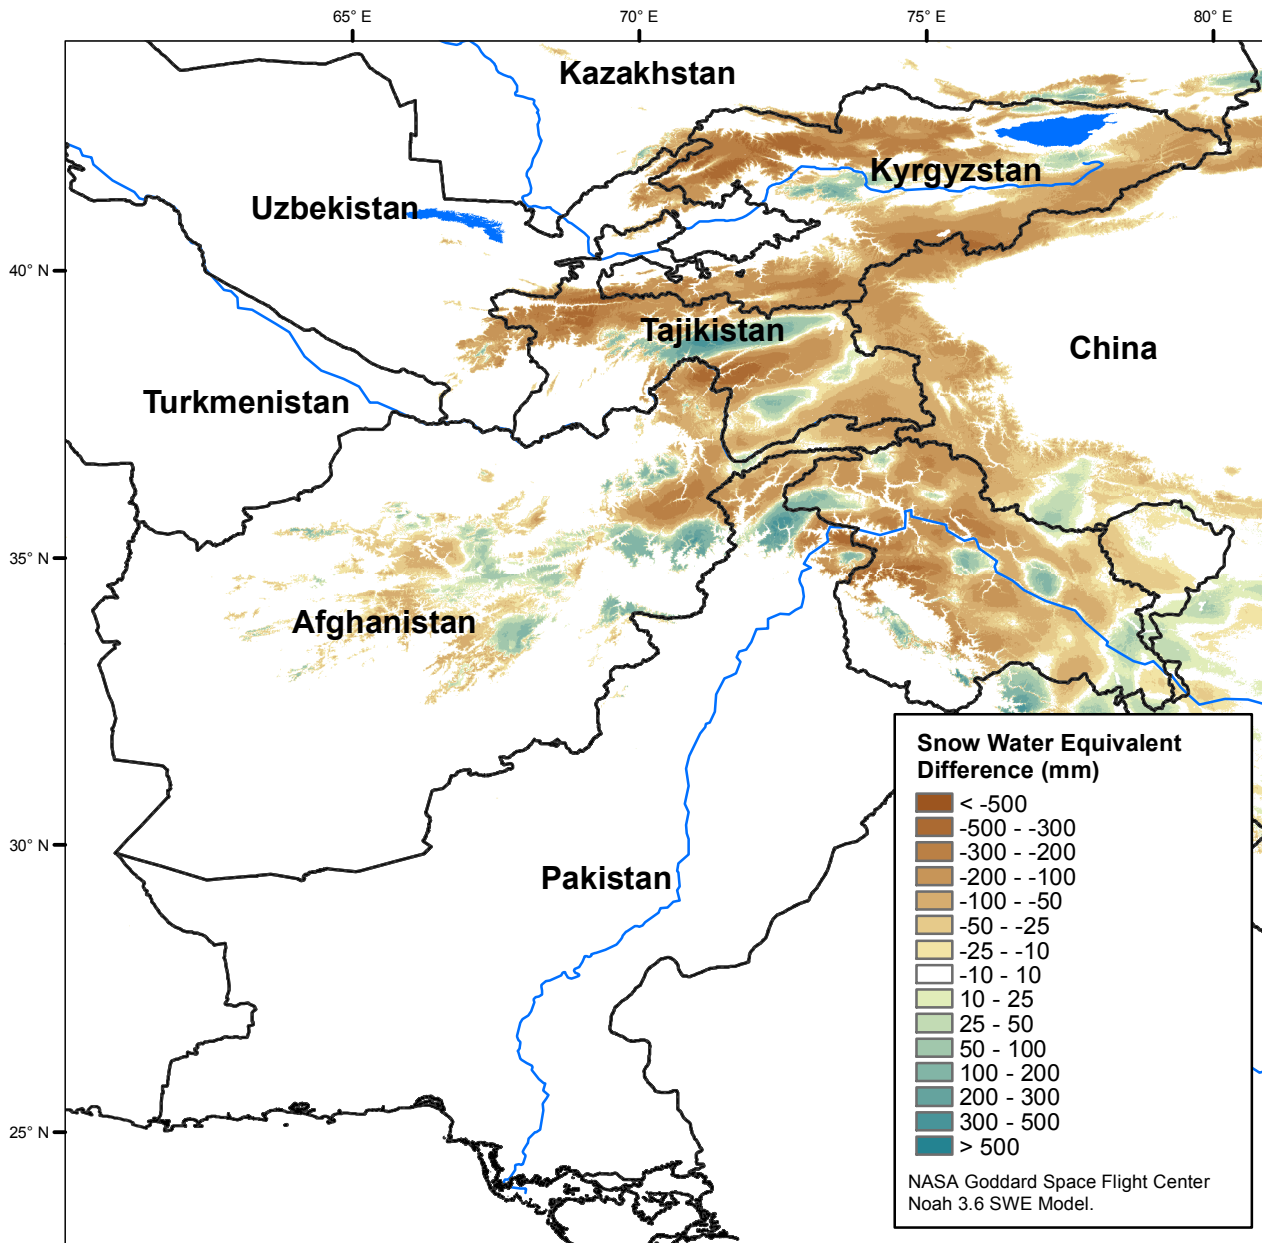 65° E
70° E
75° E
80° E
Kazakhstan
Kyrgyzstan
Uzbekistan
40° N
Tajikistan
China
Turkmenistan
35° N
Afghanistan
Snow Water Equivalent
Difference (mm)
< -500
-500 - -300
-300 - -200
-200 - -100
-100 - -50
-50 - -25
-25 - -10
-10 - 10
10 - 25
25 - 50
50 - 100
100 - 200
200 - 300
300 - 500
> 500
NASA Goddard Space Flight Center
Noah 3.6 SWE Model.
30° N
Pakistan
25° N